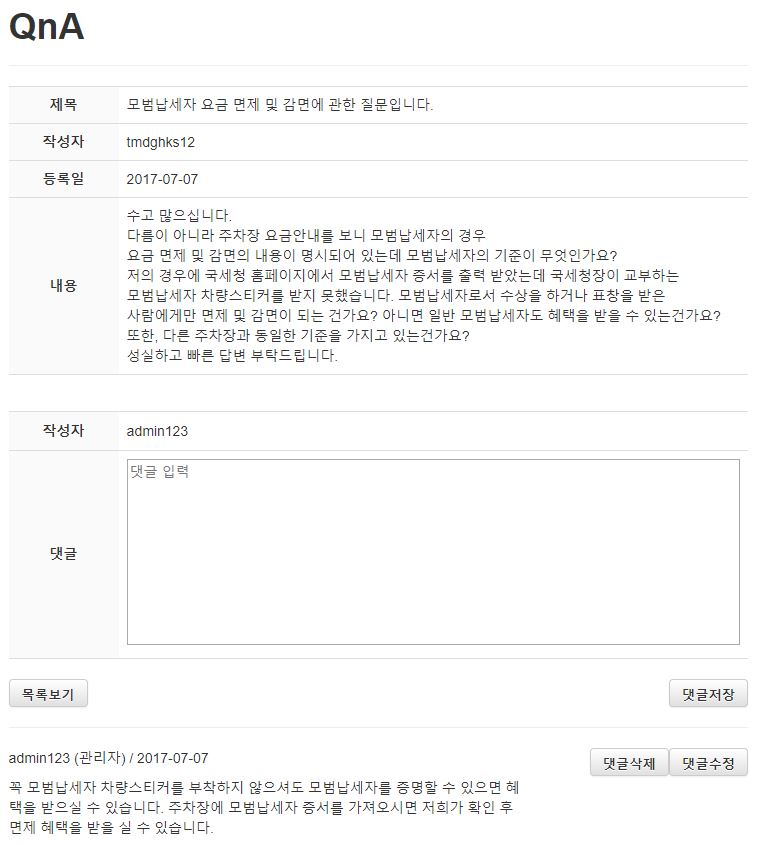 QnA
제목 모범납세자 요금 면제 및 감면에 관한 질문입니다.
작성자 tmdghks12
등록일 2017-07-07
내용
수고 많으십니다.
다름이 아니라 주차장 요금안내를 보니 모범납세자의 경우
요금 면제 및 감면의 내용이 명시되어 있는데 모범납세자의 기준이 무엇인가요?
저의 경우에 국세청 홈페이지에서 모범납세자 증서를 출력 받았는데 국세청장이 교부하는
모범납세자 차량스티커를 받지 못했습니다. 모범납세자로서 수상을 하거나 표창을 받은
사람에게만 면제 및 감면이 되는 건가요? 아니면 일반 모범납세자도 혜택을 받을 수 있는건가요?
또한, 다른 주차장과 동일한 기준을 가지고 있는건가요?
성실하고 빠른 답변 부탁드립니다.
작성자 admin123
댓글 댓글 입력
목록보기 댓글저장
admin123 (관리자) / 2017-07-07 댓글삭제 댓글수정
꼭 모범납세자 차량스티커를 부착하지 않으셔도 모범납세자를 증명할 수 있으면 혜
택을 받으실 수 있습니다. 주차장에 모범납세자 증서를 가져오시면 저희가 확인 후
면제 혜택을 받을 실 수 있습니다.